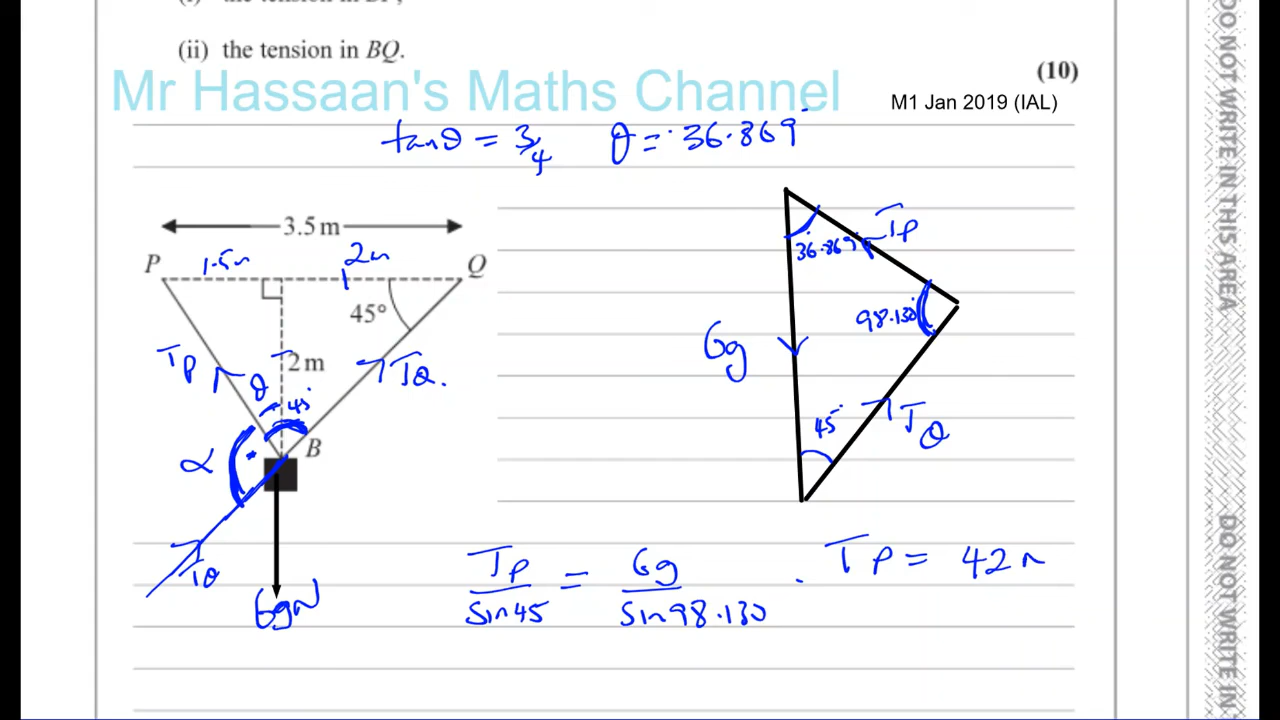 (ii) the tension in BQ.
(10)
Mr Hassaan's Maths Channel
M1 Jan 2019 (IAL)
tanθ = 3/4 θ = 36.869°
3.5 m
P 1.5m 2m Q
45°
2 m
TP θ 45° TQ.
α B
TQ
6gN
36.869° TP
98.130°
6g
45° TQ
TP/sin45 = 6g/sin98.130 . TP = 42N
DO NOT WRITE IN THIS AREA
DO NOT WRITE IN